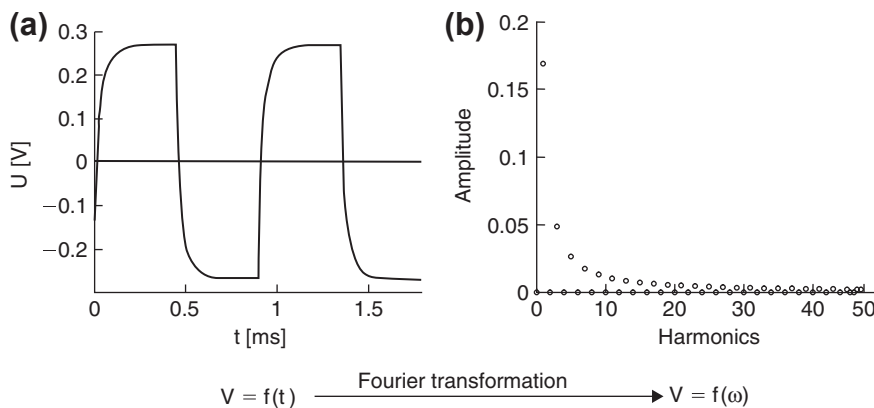 (a)
0.3
0.2
0.1
0
−0.1
−0.2
U [V]
0
0.5
1
1.5
t [ms]
(b)
0.2
0.15
0.1
0.05
0
Amplitude
0
10
20
30
40
50
Harmonics
V = f(t)
Fourier transformation
V = f(ω)